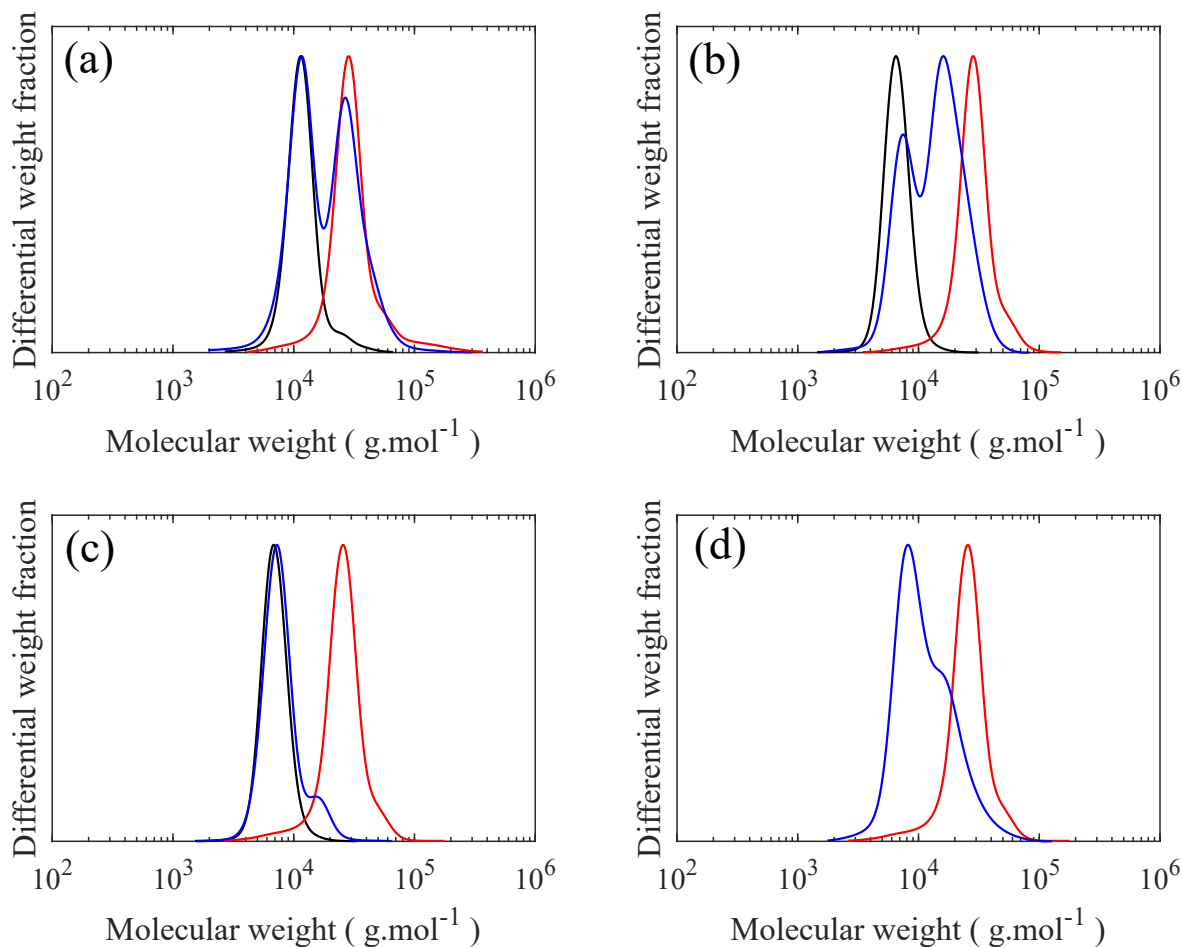 (a)
Differential weight fraction
10^2 10^3 10^4 10^5 10^6
Molecular weight ( g.mol^-1 )
(b)
Differential weight fraction
10^2 10^3 10^4 10^5 10^6
Molecular weight ( g.mol^-1 )
(c)
Differential weight fraction
10^2 10^3 10^4 10^5 10^6
Molecular weight ( g.mol^-1 )
(d)
Differential weight fraction
10^2 10^3 10^4 10^5 10^6
Molecular weight ( g.mol^-1 )